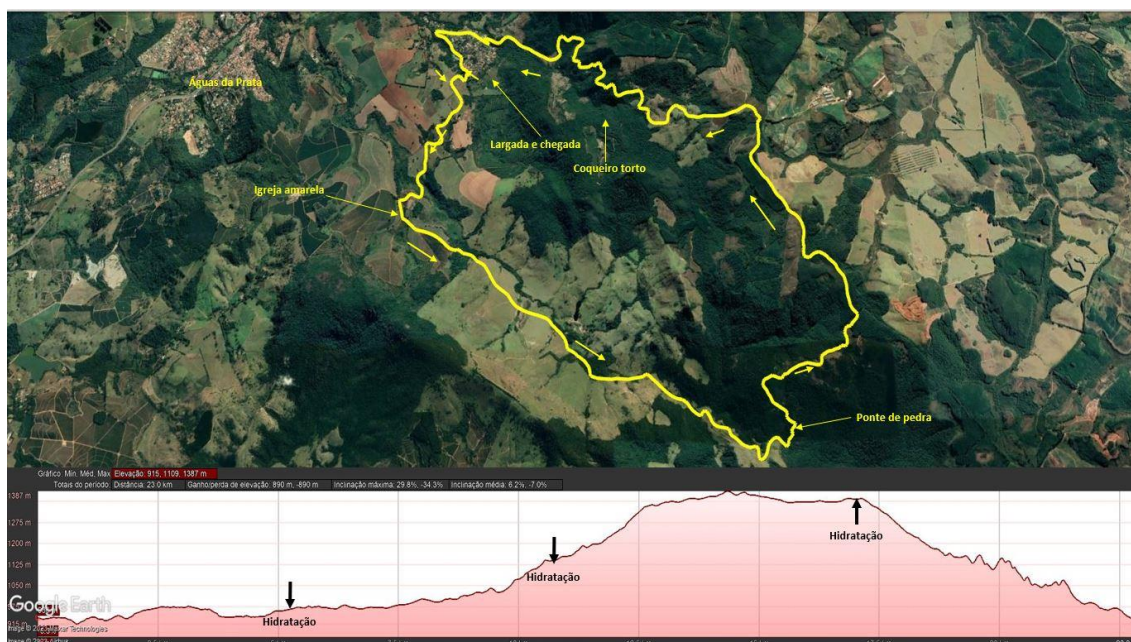 Águas da Prata
Largada e chegada
Coqueiro torto
Igreja amarela
Ponte de pedra
Gráfico: Mín. Méd, Max Elevação: 915, 1109, 1387 m
Totais do período: Distância: 23.0 km Ganho/perda de elevação: 890 m, -890 m Inclinação máxima: 29.8%, -34.3% Inclinação média: 6.2%, -7.0%
1387 m
1275 m
1200 m
1125 m
1050 m
915 m
Hidratação
Hidratação
Hidratação
Google Earth